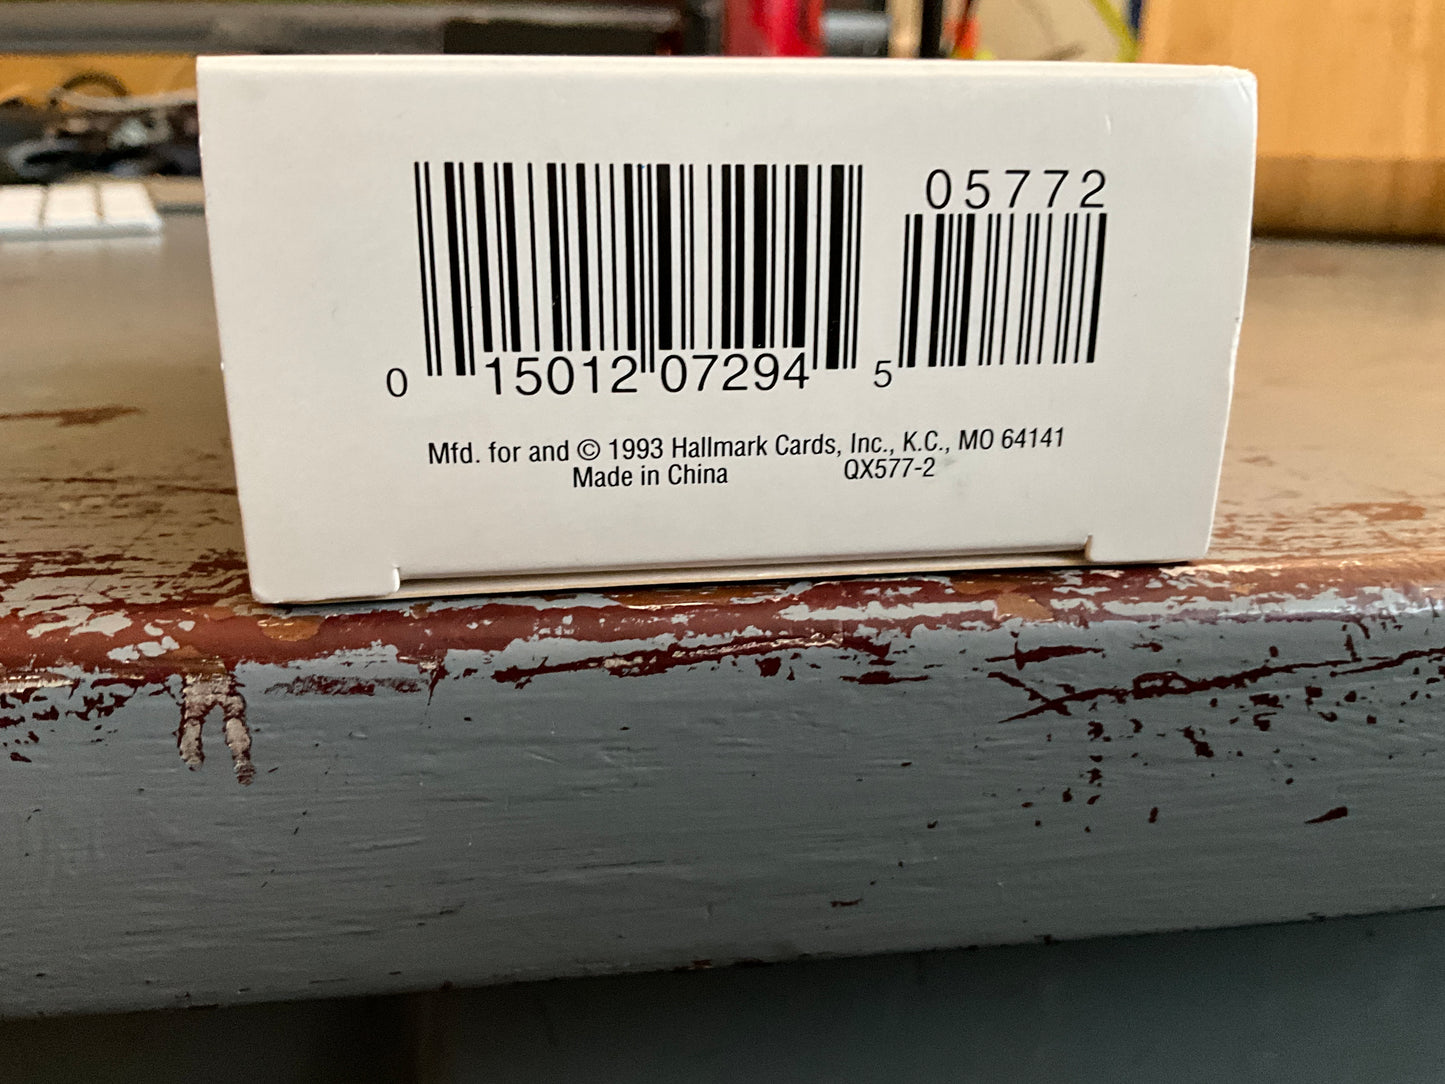 05772
0 15012 07294 5
Mfd. for and © 1993 Hallmark Cards, Inc., K.C., MO 64141
Made in China QX577-2